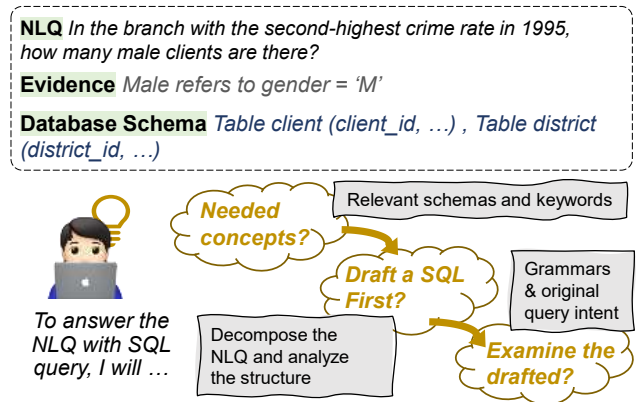 NLQ In the branch with the second-highest crime rate in 1995,
how many male clients are there?
Evidence Male refers to gender = ‘M’
Database Schema Table client (client_id, …) , Table district
(district_id, …)
Needed
concepts?
Relevant schemas and keywords
Draft a SQL
First?
Grammars
& original
query intent
To answer the
NLQ with SQL
query, I will …
Decompose the
NLQ and analyze
the structure
Examine the
drafted?